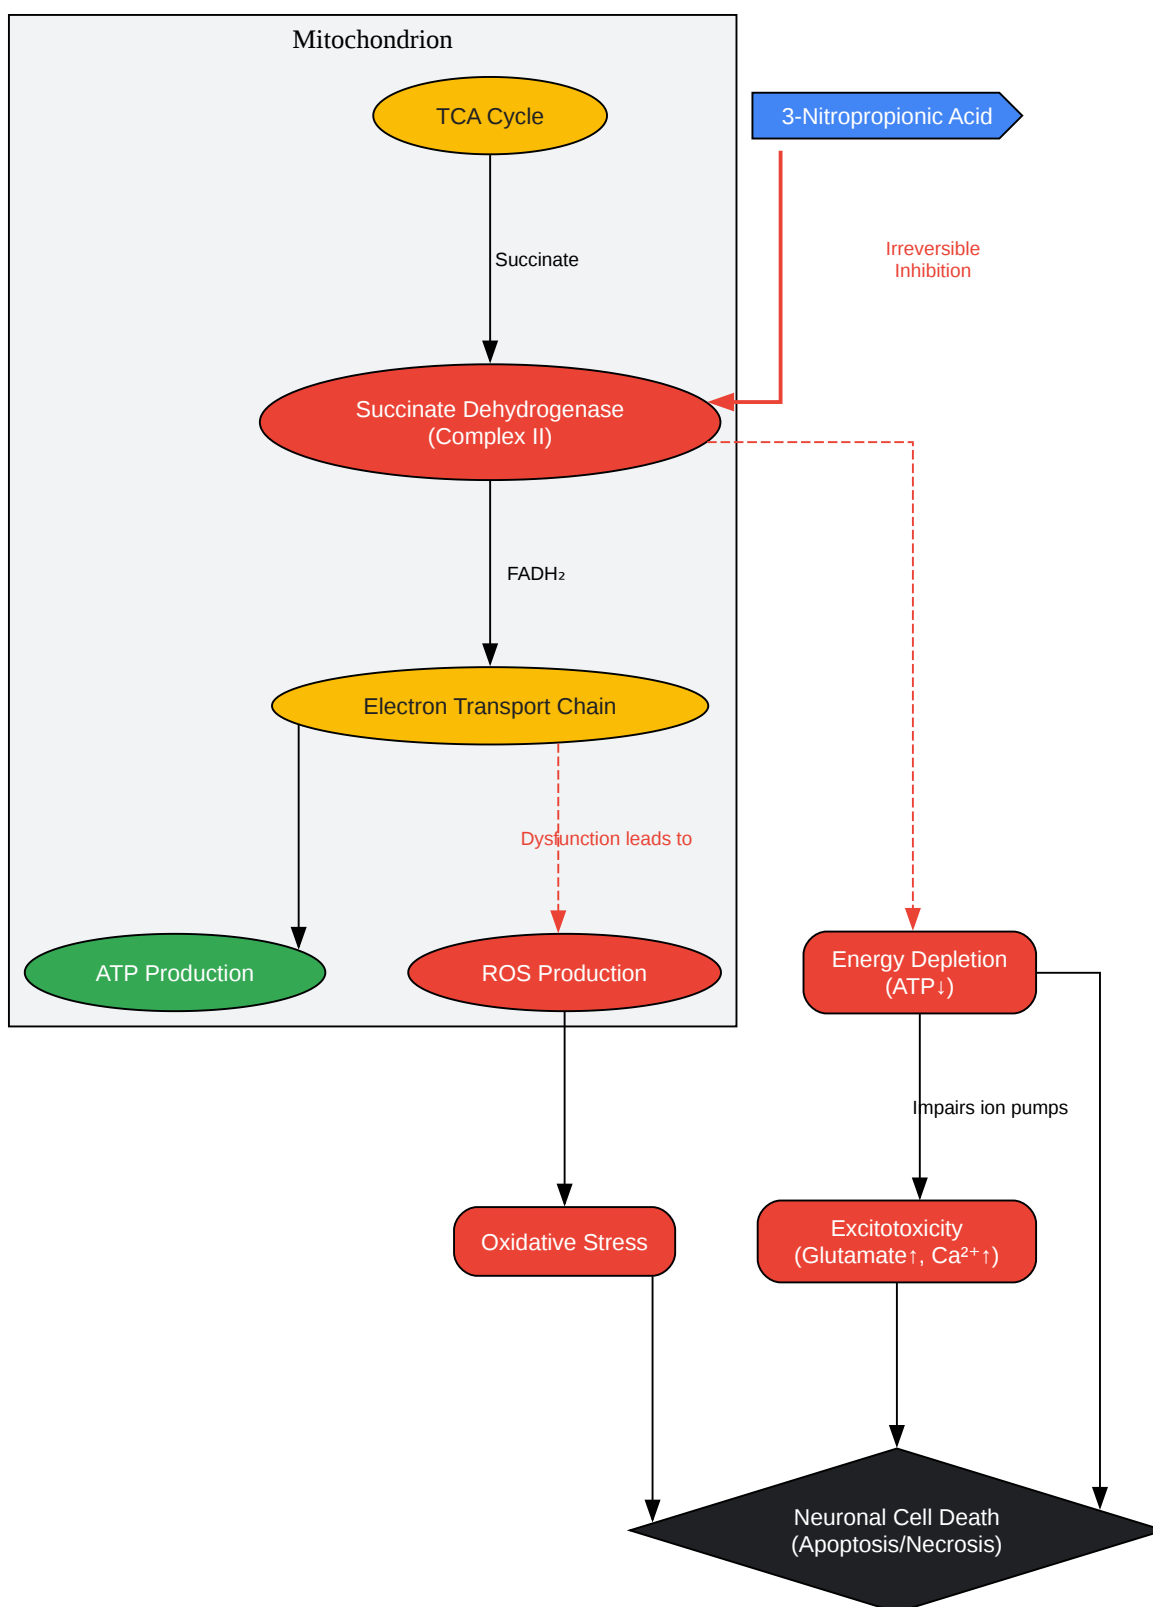 Mitochondrion
TCA Cycle
3-Nitropropionic Acid
Succinate
Irreversible
Inhibition
Succinate Dehydrogenase
(Complex II)
FADH₂
Electron Transport Chain
Dysfunction leads to
ATP Production
ROS Production
Energy Depletion
(ATP↓)
Impairs ion pumps
Oxidative Stress
Excitotoxicity
(Glutamate↑, Ca²⁺↑)
Neuronal Cell Death
(Apoptosis/Necrosis)